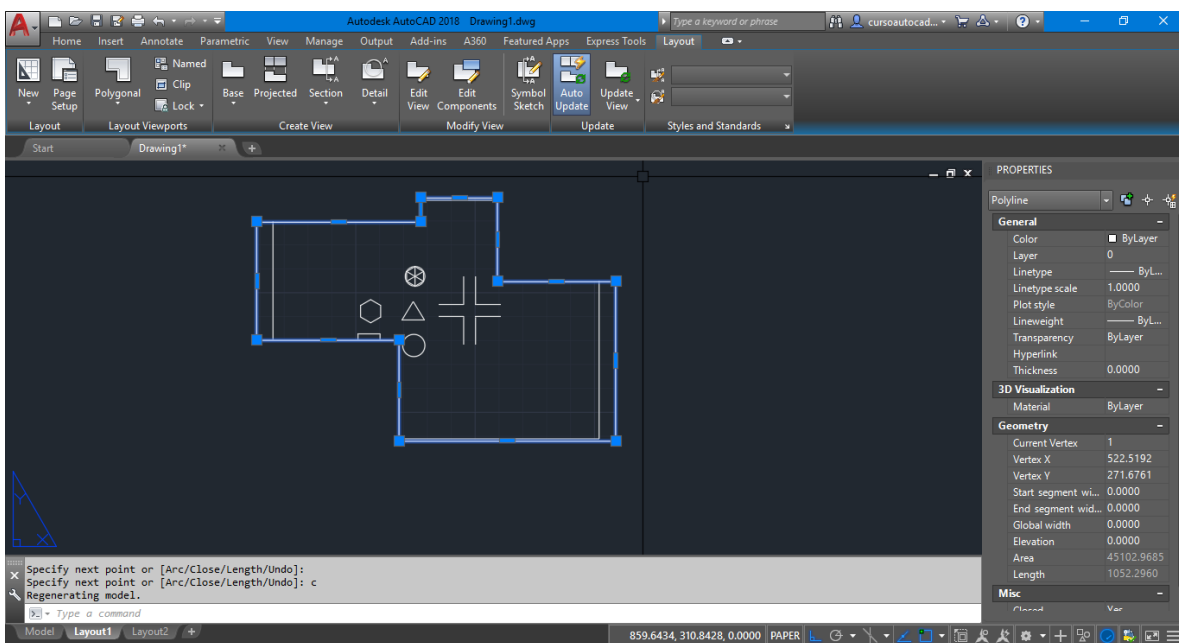 A Autodesk AutoCAD 2018 Drawing1.dwg Type a keyword or phrase cursoautocad...
Home Insert Annotate Parametric View Manage Output Add-ins A360 Featured Apps Express Tools Layout
New Page Setup Polygonal Named Clip Lock Base Projected Section Detail Edit View Edit Components Symbol Sketch Auto Update Update View
Layout Layout Viewports Create View Modify View Update Styles and Standards
Start Drawing1* +
PROPERTIES
Polyline
General
Color ByLayer
Layer 0
Linetype ByL...
Linetype scale 1.0000
Plot style ByColor
Lineweight ByL...
Transparency ByLayer
Hyperlink
Thickness 0.0000
3D Visualization
Material ByLayer
Geometry
Current Vertex 1
Vertex X 522.5192
Vertex Y 271.6761
Start segment wi... 0.0000
End segment wid... 0.0000
Global width 0.0000
Elevation 0.0000
Area 45102.9685
Length 1052.2960
Misc
Closed Yes
Y
X
Specify next point or [Arc/Close/Length/Undo]:
Specify next point or [Arc/Close/Length/Undo]: c
Regenerating model.
Type a command
Model Layout1 Layout2 + 859.6434, 310.8428, 0.0000 PAPER